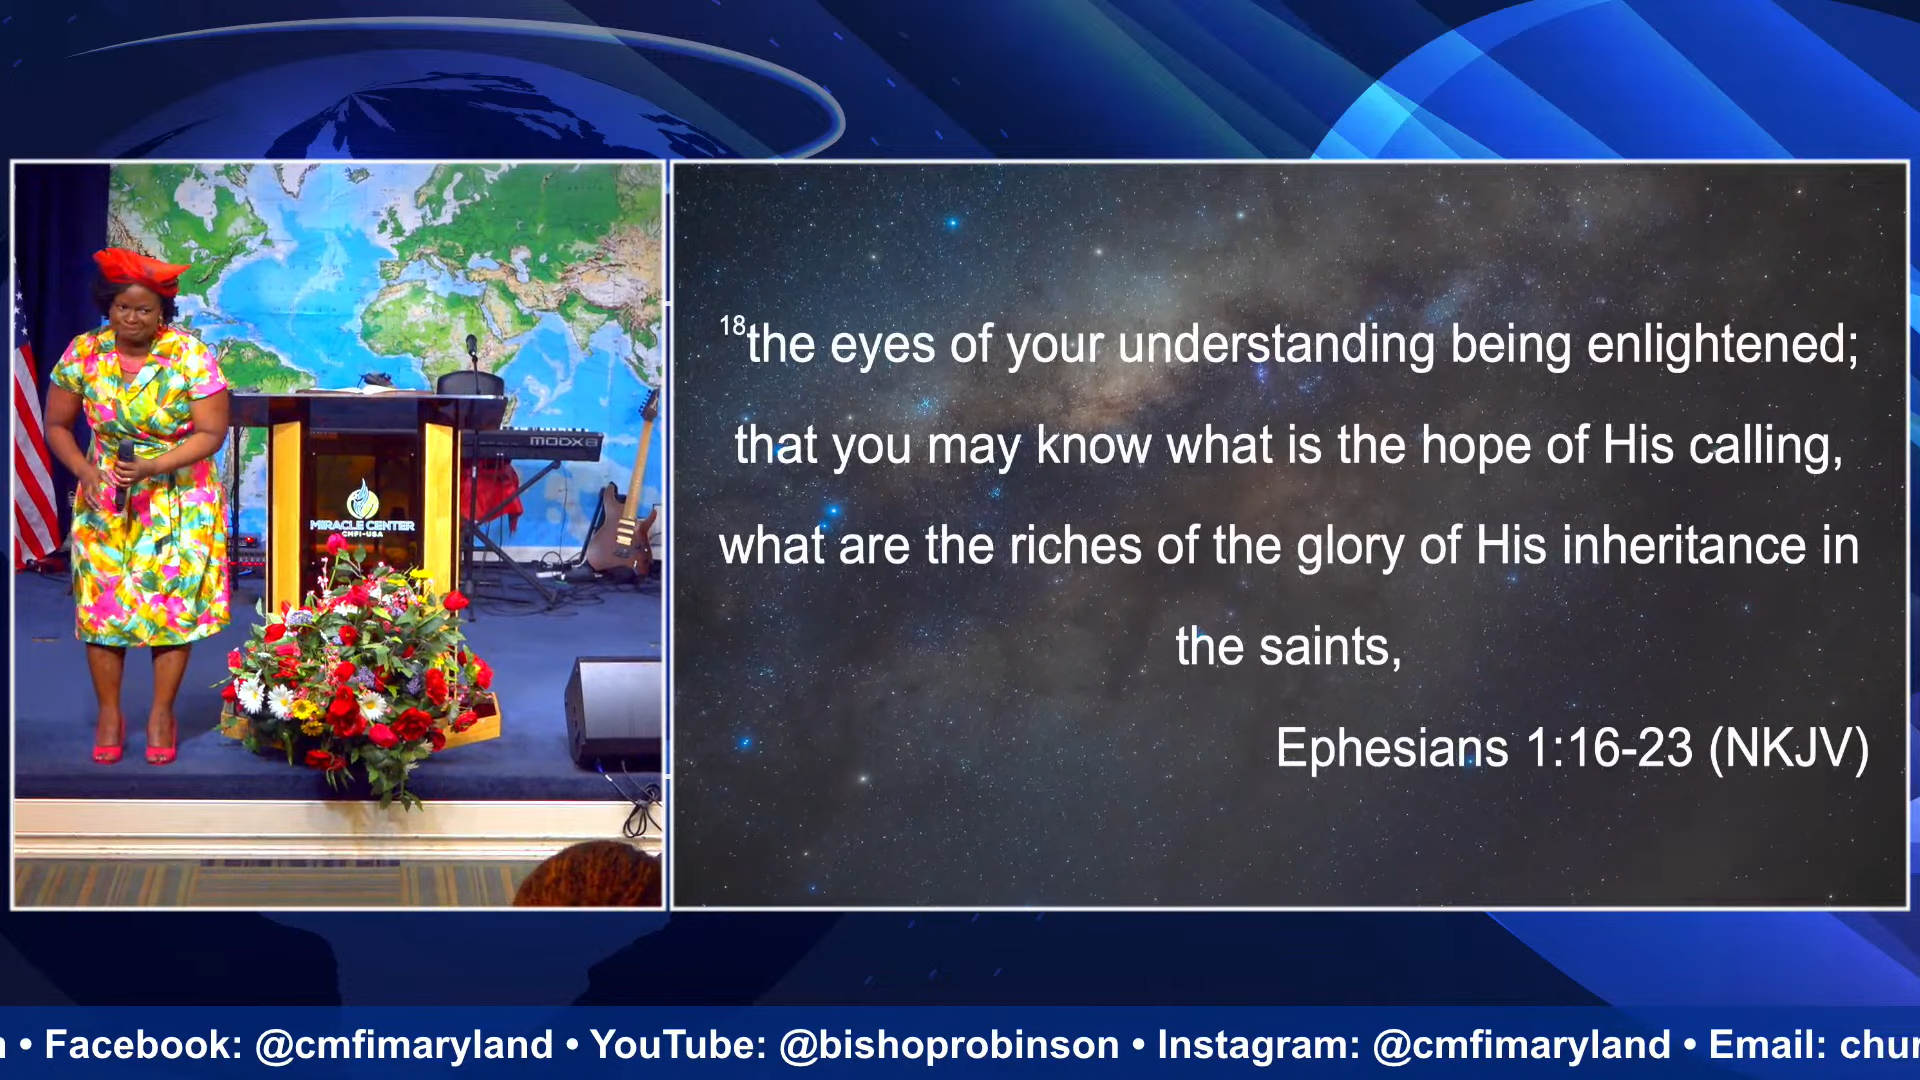 MODX8
MIRACLE CENTER
CMFI-USA
18the eyes of your understanding being enlightened;
that you may know what is the hope of His calling,
what are the riches of the glory of His inheritance in
the saints,
Ephesians 1:16-23 (NKJV)
• Facebook: @cmfimaryland • YouTube: @bishoprobinson • Instagram: @cmfimaryland • Email: chur